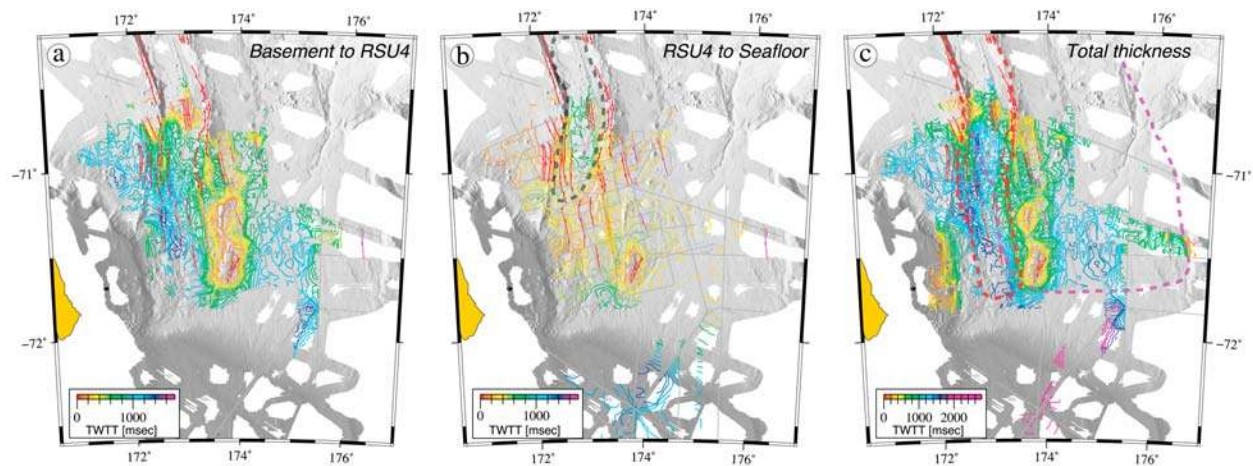 172˚ 174˚ 176˚ 172˚ 174˚ 176˚ 172˚ 174˚ 176˚
a Basement to RSU4
b RSU4 to Seafloor
c Total thickness
−71˚ −71˚
−72˚ −72˚
0 1000
TWTT [msec]
0 1000
TWTT [msec]
0 1000 2000
TWTT [msec]
172˚ 174˚ 176˚ 172˚ 174˚ 176˚ 172˚ 174˚ 176˚